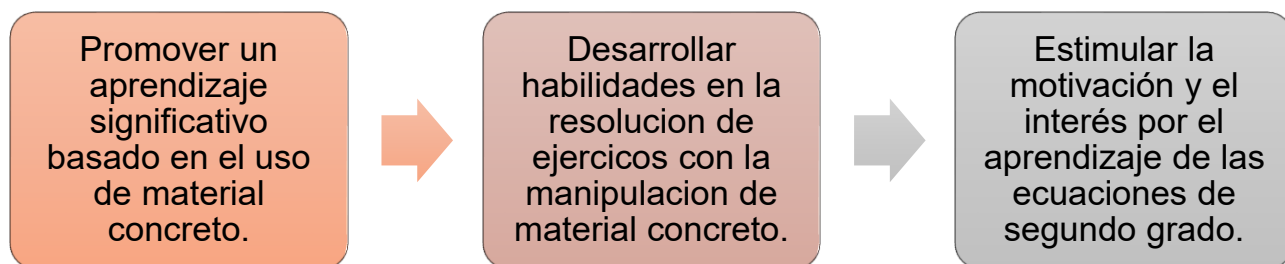 Promover un
aprendizaje
significativo
basado en el uso
de material
concreto.
Desarrollar
habilidades en la
resolucion de
ejercicos con la
manipulacion de
material concreto.
Estimular la
motivación y el
interés por el
aprendizaje de las
ecuaciones de
segundo grado.